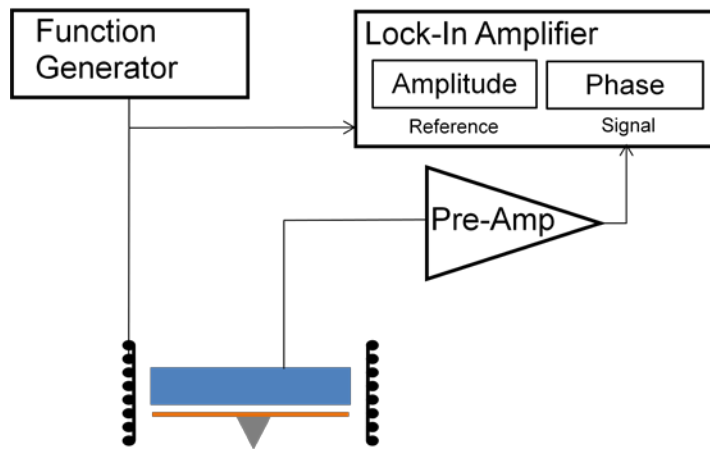 Function
Generator
Lock-In Amplifier
Amplitude
Phase
Reference
Signal
Pre-Amp